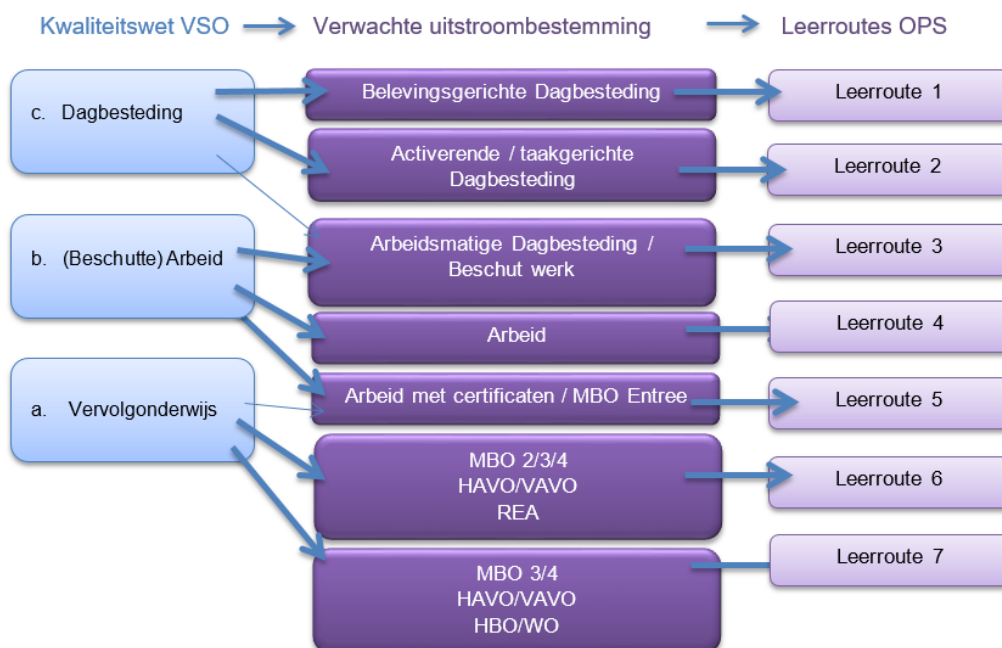 Kwaliteitswet VSO
Verwachte uitstroombestemming
Leerroutes OPS
c. Dagbesteding
Belevingsgerichte Dagbesteding
Leerroute 1
Activerende / taakgerichte
Dagbesteding
Leerroute 2
b. (Beschutte) Arbeid
Arbeidsmatige Dagbesteding /
Beschut werk
Leerroute 3
Arbeid
Leerroute 4
a. Vervolgonderwijs
Arbeid met certificaten / MBO Entree
Leerroute 5
MBO 2/3/4
HAVO/VAVO
REA
Leerroute 6
MBO 3/4
HAVO/VAVO
HBO/WO
Leerroute 7